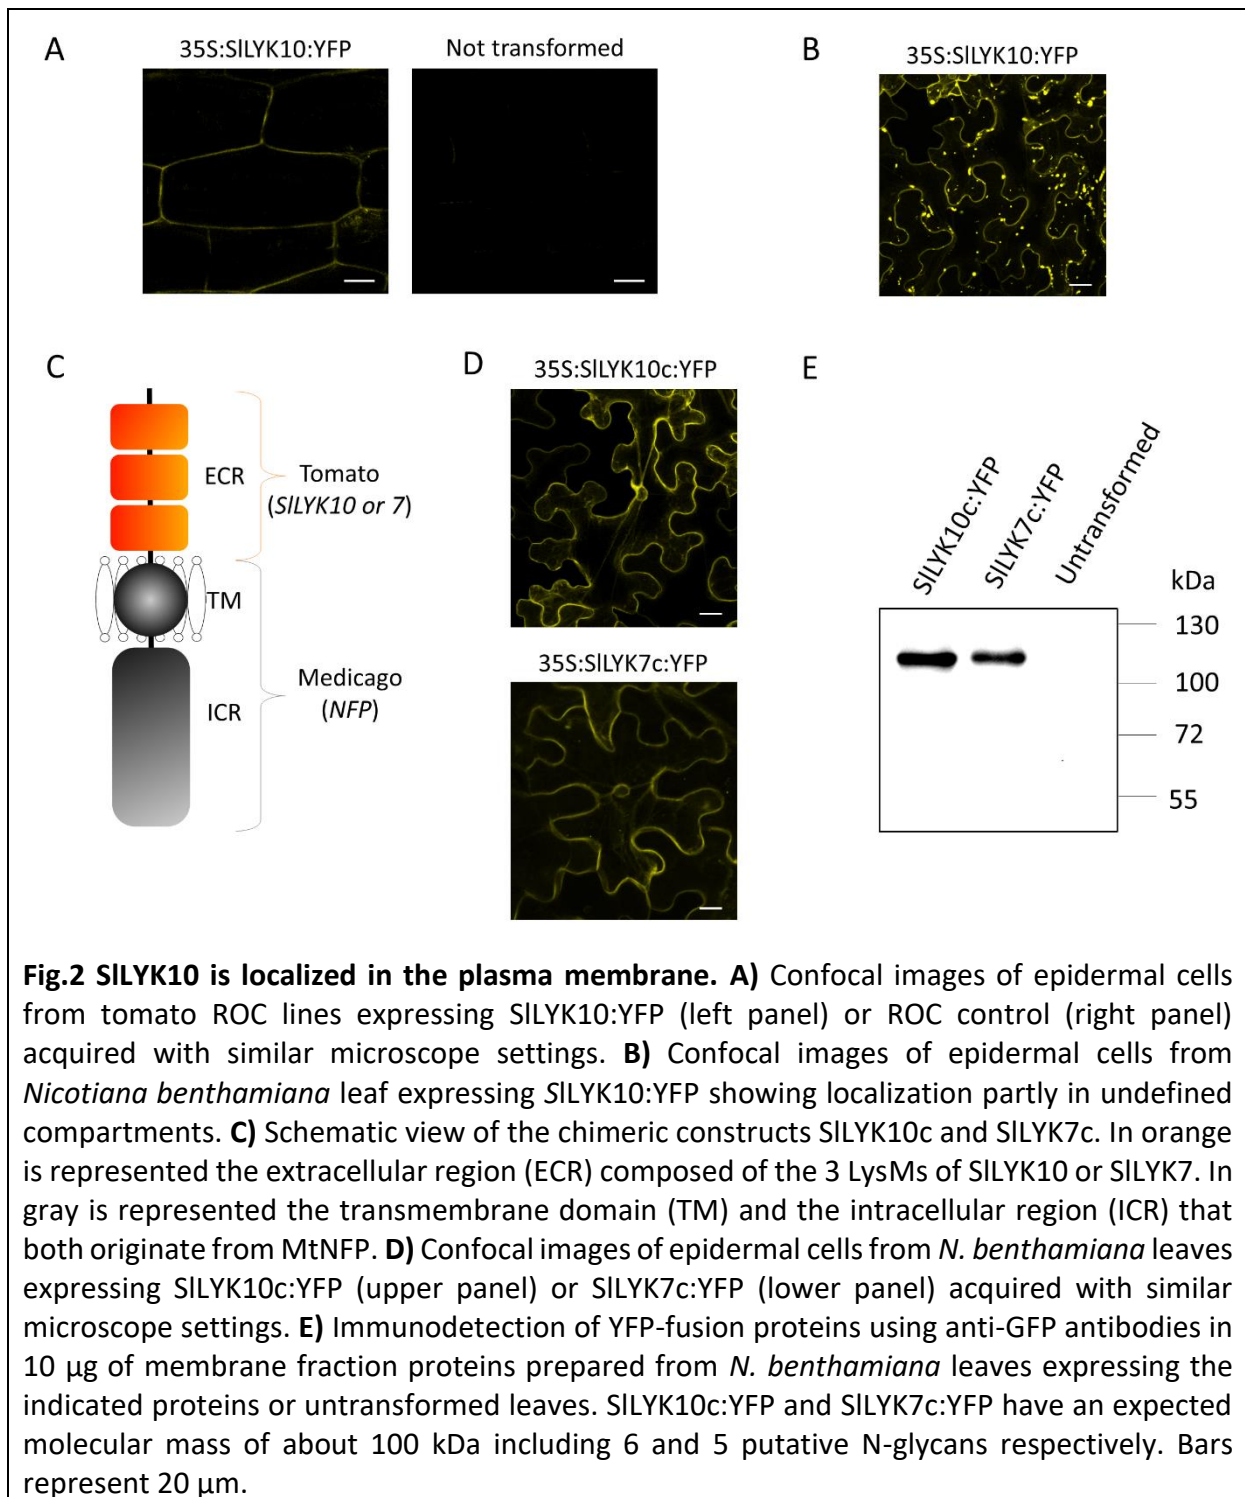 A
35S:SlLYK10:YFP
Not transformed
B
35S:SlLYK10:YFP
C
ECR
TM
ICR
Tomato
(SlLYK10 or 7)
Medicago
(NFP)
D
35S:SlLYK10c:YFP
35S:SlLYK7c:YFP
E
SlLYK10c:YFP
SlLYK7c:YFP
Untransformed
kDa
130
100
72
55
Fig.2 SlLYK10 is localized in the plasma membrane. A) Confocal images of epidermal cells
from tomato ROC lines expressing SlLYK10:YFP (left panel) or ROC control (right panel)
acquired with similar microscope settings. B) Confocal images of epidermal cells from
Nicotiana benthamiana leaf expressing SlLYK10:YFP showing localization partly in undefined
compartments. C) Schematic view of the chimeric constructs SlLYK10c and SlLYK7c. In orange
is represented the extracellular region (ECR) composed of the 3 LysMs of SlLYK10 or SlLYK7. In
gray is represented the transmembrane domain (TM) and the intracellular region (ICR) that
both originate from MtNFP. D) Confocal images of epidermal cells from N. benthamiana leaves
expressing SlLYK10c:YFP (upper panel) or SlLYK7c:YFP (lower panel) acquired with similar
microscope settings. E) Immunodetection of YFP-fusion proteins using anti-GFP antibodies in
10 µg of membrane fraction proteins prepared from N. benthamiana leaves expressing the
indicated proteins or untransformed leaves. SlLYK10c:YFP and SlLYK7c:YFP have an expected
molecular mass of about 100 kDa including 6 and 5 putative N-glycans respectively. Bars
represent 20 µm.